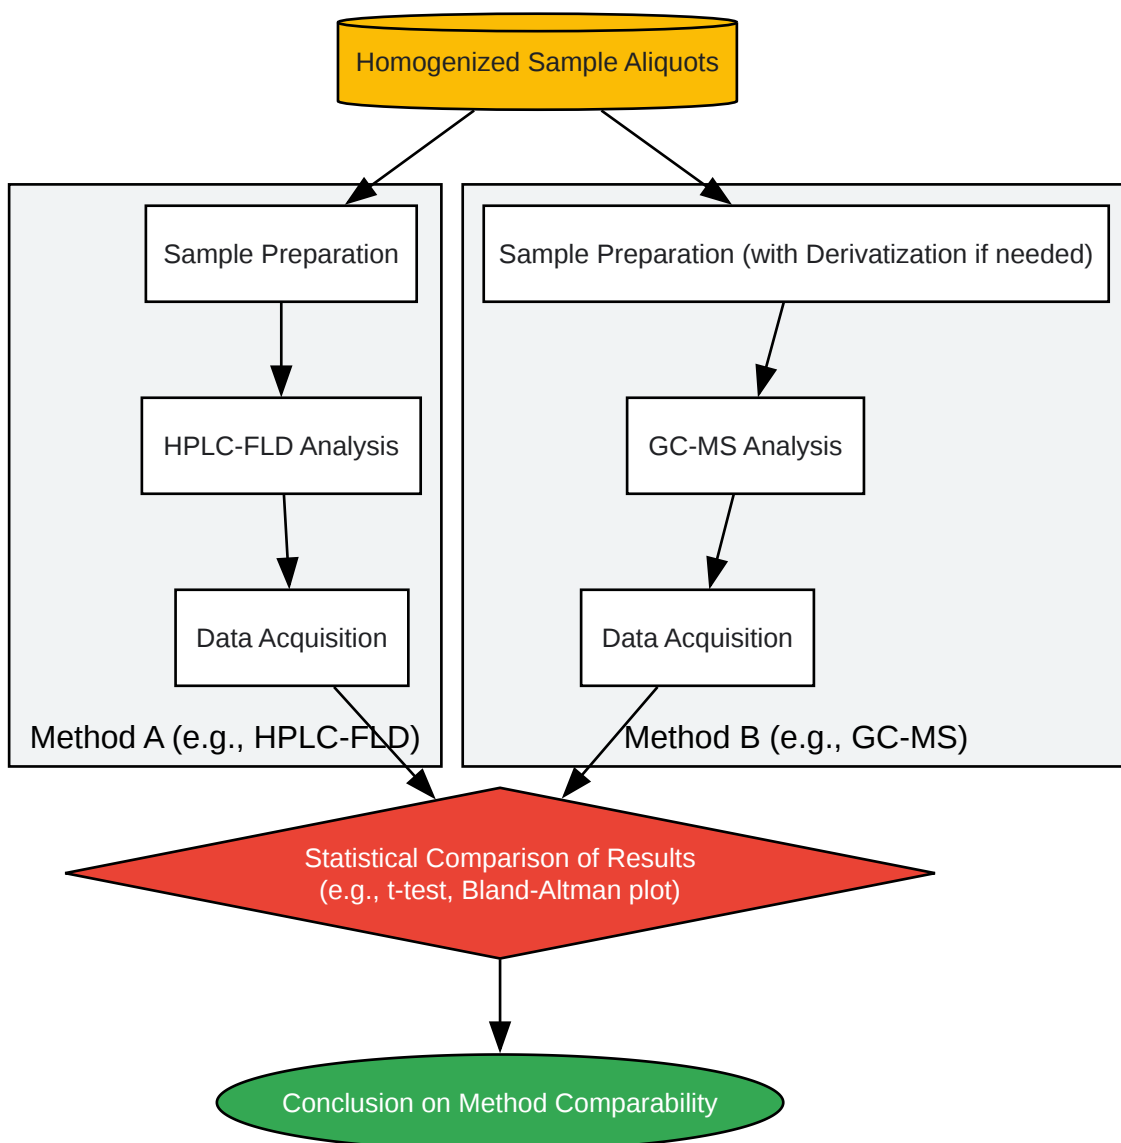 Homogenized Sample Aliquots
Sample Preparation
Sample Preparation (with Derivatization if needed)
HPLC-FLD Analysis
GC-MS Analysis
Data Acquisition
Data Acquisition
Method A (e.g., HPLC-FLD)
Method B (e.g., GC-MS)
Statistical Comparison of Results
(e.g., t-test, Bland-Altman plot)
Conclusion on Method Comparability